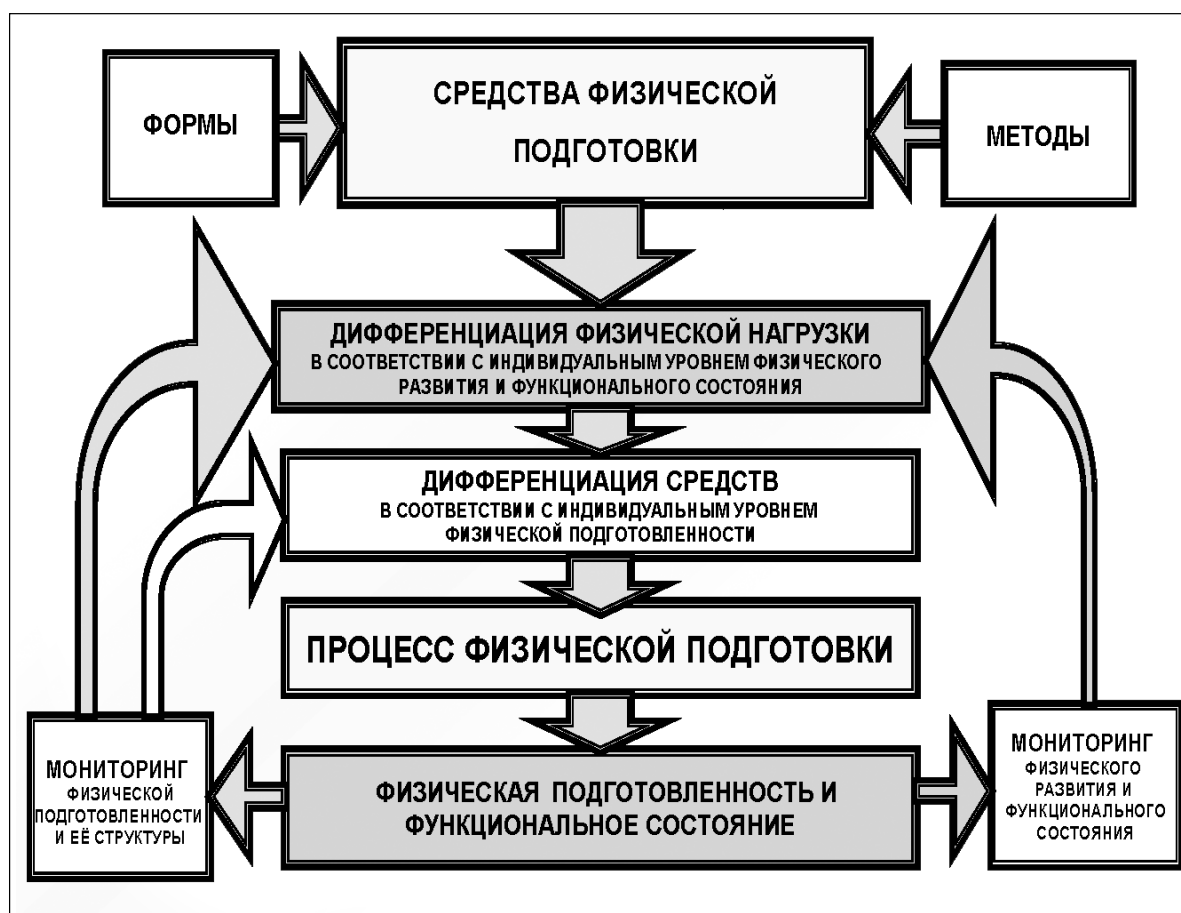 ФОРМЫ
СРЕДСТВА ФИЗИЧЕСКОЙ
ПОДГОТОВКИ
МЕТОДЫ
ДИФФЕРЕНЦИАЦИЯ ФИЗИЧЕСКОЙ НАГРУЗКИ
В СООТВЕТСТВИИ С ИНДИВИДУАЛЬНЫМ УРОВНЕМ ФИЗИЧЕСКОГО
РАЗВИТИЯ И ФУНКЦИОНАЛЬНОГО СОСТОЯНИЯ
ДИФФЕРЕНЦИАЦИЯ СРЕДСТВ
В СООТВЕТСТВИИ С ИНДИВИДУАЛЬНЫМ УРОВНЕМ
ФИЗИЧЕСКОЙ ПОДГОТОВЛЕННОСТИ
ПРОЦЕСС ФИЗИЧЕСКОЙ ПОДГОТОВКИ
МОНИТОРИНГ
ФИЗИЧЕСКОЙ
ПОДГОТОВЛЕННОСТИ
И ЕЁ СТРУКТУРЫ
ФИЗИЧЕСКАЯ ПОДГОТОВЛЕННОСТЬ И
ФУНКЦИОНАЛЬНОЕ СОСТОЯНИЕ
МОНИТОРИНГ
ФИЗИЧЕСКОГО
РАЗВИТИЯ И
ФУНКЦИОНАЛЬНОГО
СОСТОЯНИЯ